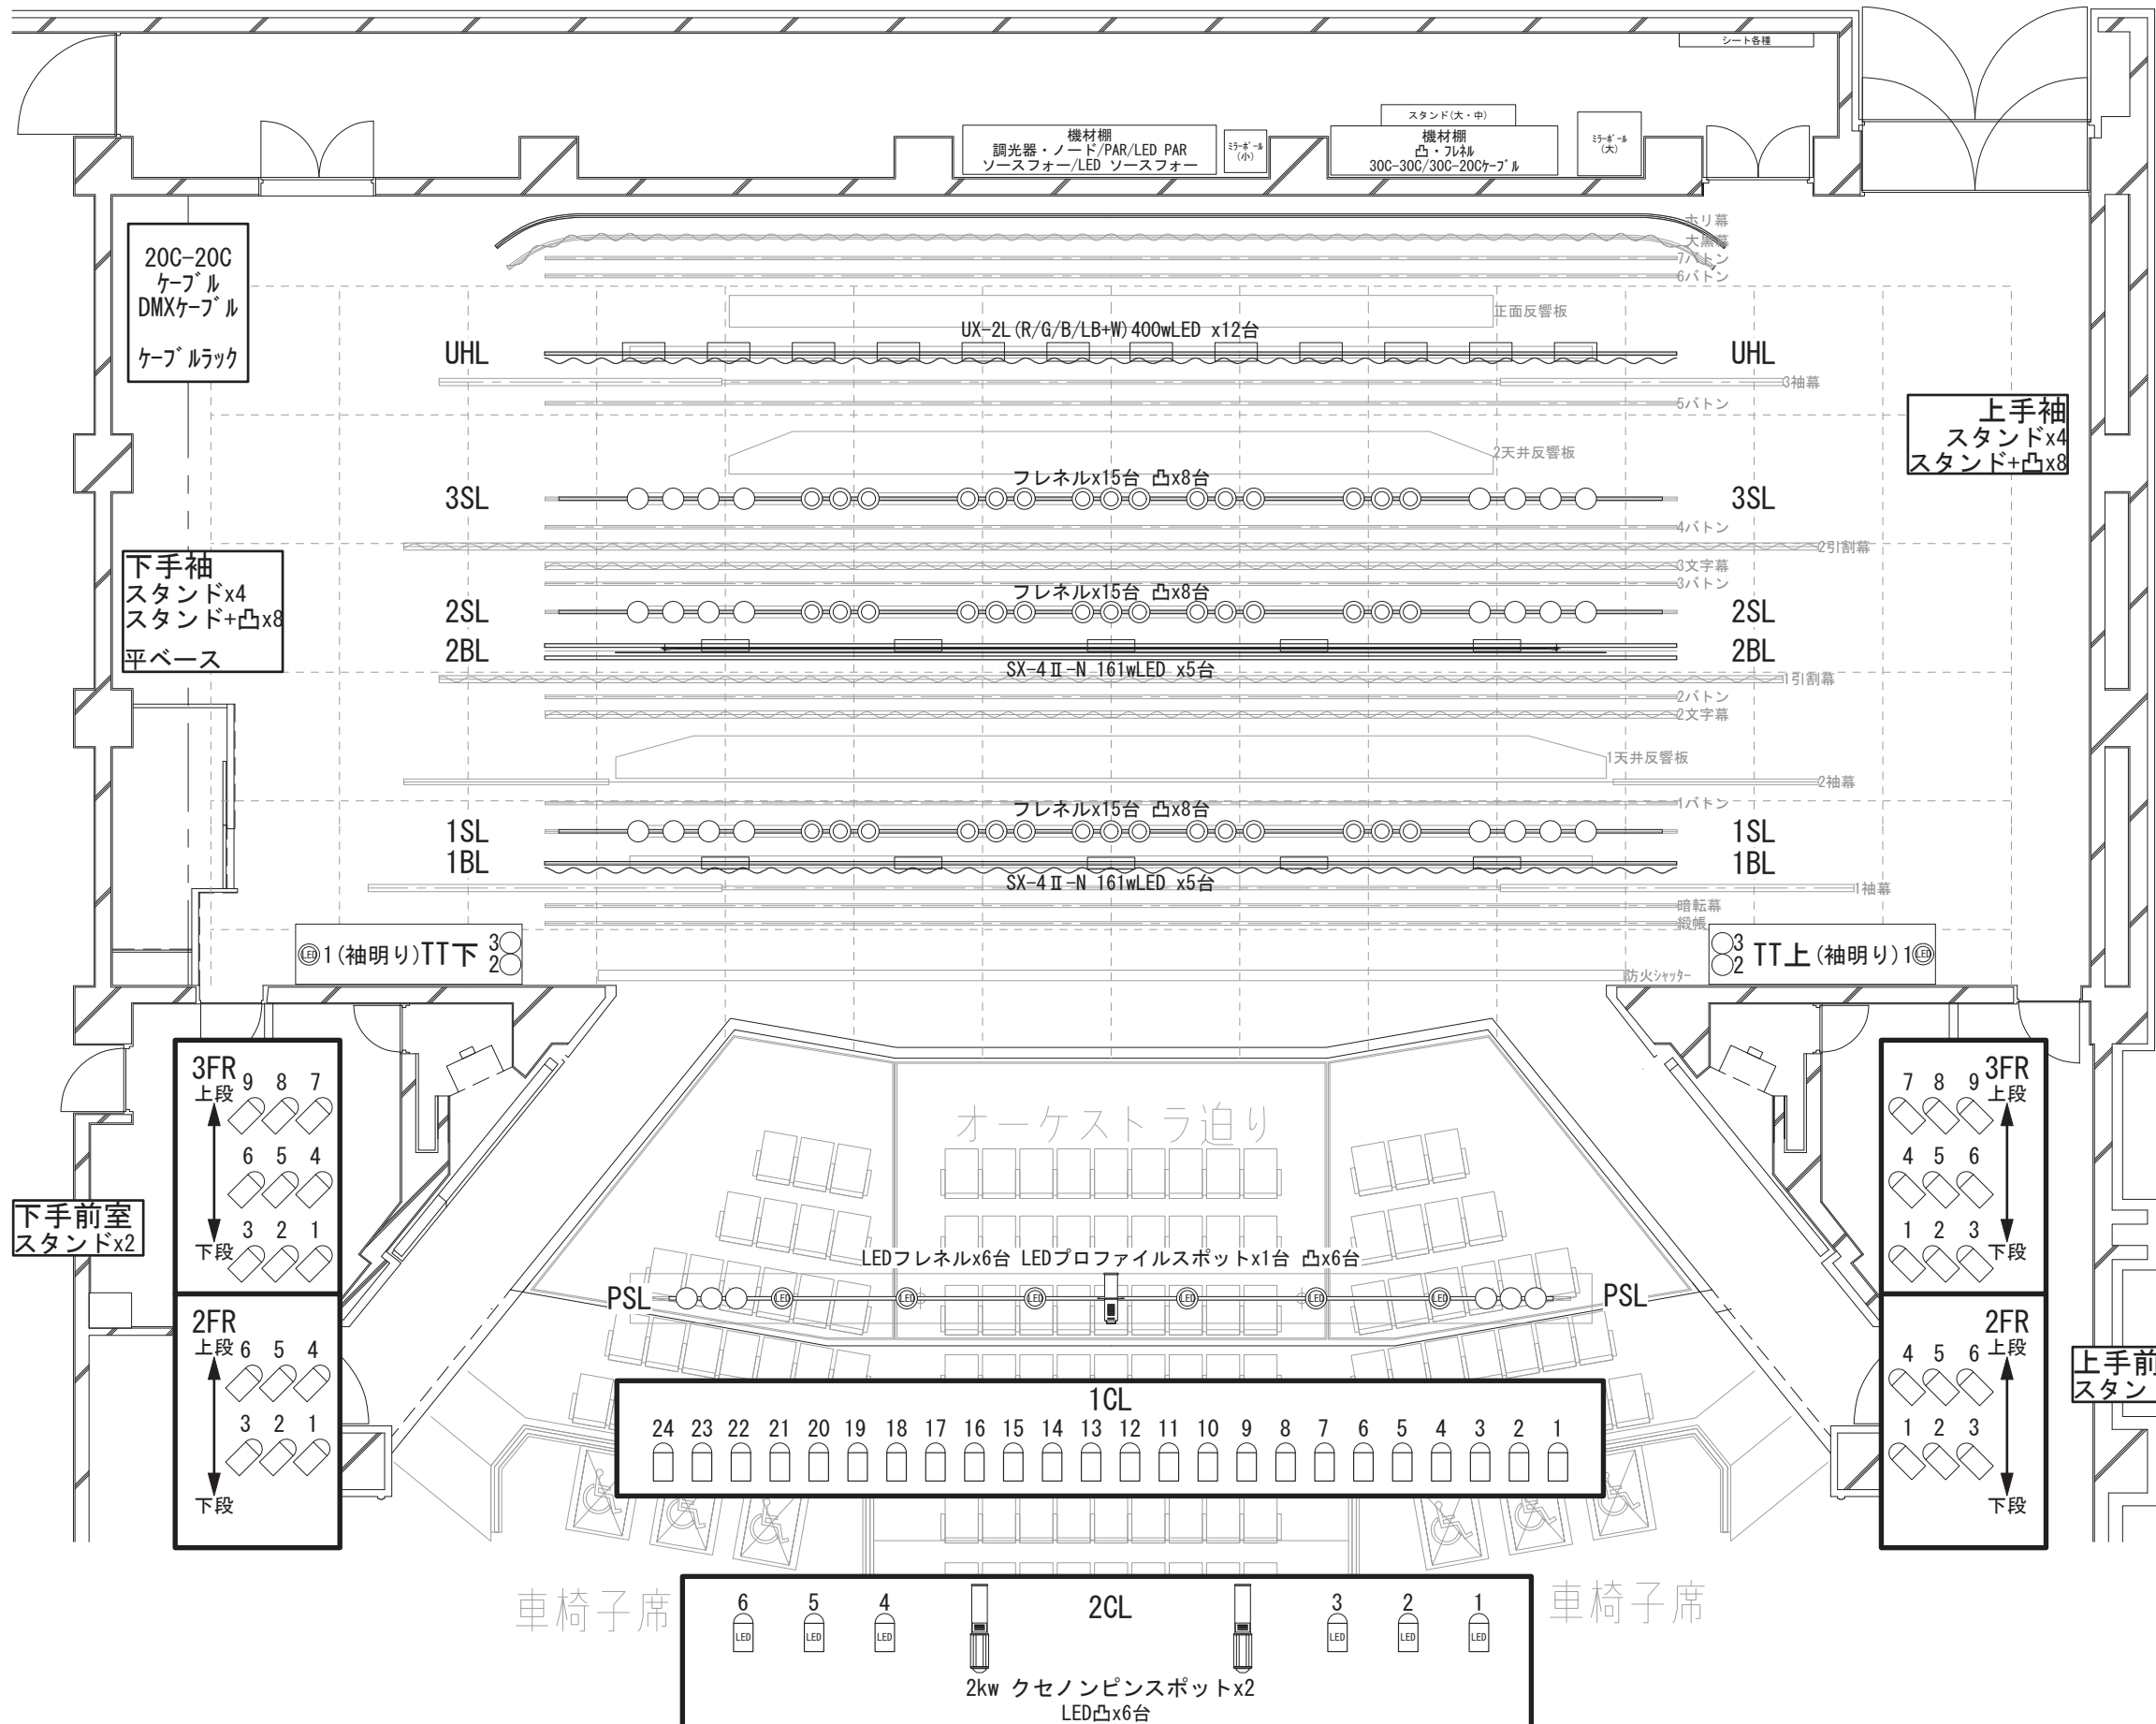 シート各種
スタンド(大・中)
機材棚
調光器・ノード/PAR/LED PAR
ソースフォー/LED ソースフォー
ミラーボール
(小)
機材棚
凸・フレネル
30C-30C/30C-20Cケーブル
ミラーボール
(大)
ホリ幕
大黒幕
7バトン
6バトン
20C-20C
ケーブル
DMXケーブル
ケーブルラック
正面反響板
UX-2L(R/G/B/LB+W)400wLED x12台
UHL
UHL
3袖幕
5バトン
上手袖
スタンドx4
スタンド+凸x8
2天井反響板
フレネルx15台 凸x8台
3SL
3SL
4バトン
2引割幕
3文字幕
3バトン
下手袖
スタンドx4
スタンド+凸x8
平ベース
フレネルx15台 凸x8台
2SL
2SL
2BL
2BL
SX-4Ⅱ-N 161wLED x5台
1引割幕
2バトン
2文字幕
1天井反響板
2袖幕
1バトン
フレネルx15台 凸x8台
1SL
1SL
1BL
1BL
SX-4Ⅱ-N 161wLED x5台
1袖幕
暗転幕
緞帳
LED 1(袖明り)TT下 3
2
3 TT上(袖明り)1 LED
2
防火シャッター
3FR
上段
9 8 7
6 5 4
3 2 1
下段
3FR
上段
7 8 9
4 5 6
1 2 3
下段
オーケストラ迫り
下手前室
スタンドx2
LEDフレネルx6台 LEDプロファイルスポットx1台 凸x6台
PSL LED LED LED LED LED LED PSL
2FR
上段
6 5 4
3 2 1
下段
2FR
上段
4 5 6
1 2 3
下段
上手前
スタン
1CL
24 23 22 21 20 19 18 17 16 15 14 13 12 11 10 9 8 7 6 5 4 3 2 1
車椅子席
車椅子席
2CL
6 5 4 3 2 1
LED LED LED LED LED LED
2kw クセノンピンスポットx2
LED凸x6台